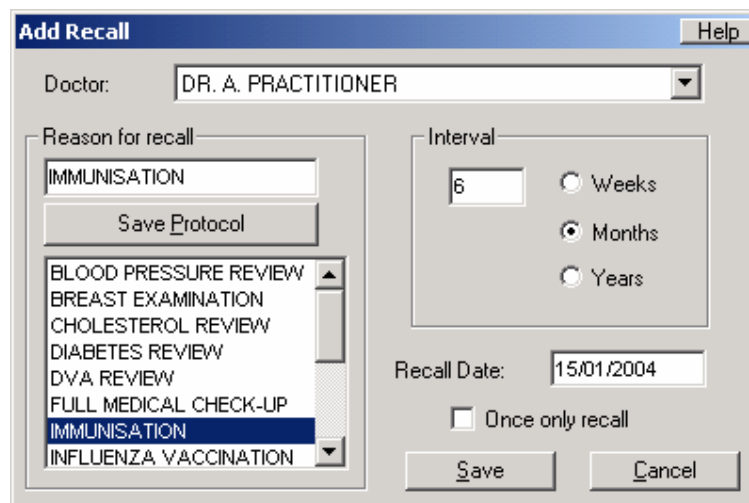 Add Recall
Help
Doctor:
DR. A. PRACTITIONER
Reason for recall
IMMUNISATION
Save Protocol
BLOOD PRESSURE REVIEW
BREAST EXAMINATION
CHOLESTEROL REVIEW
DIABETES REVIEW
DVA REVIEW
FULL MEDICAL CHECK-UP
IMMUNISATION
INFLUENZA VACCINATION
Interval
6
Weeks
Months
Years
Recall Date:
15/01/2004
Once only recall
Save
Cancel